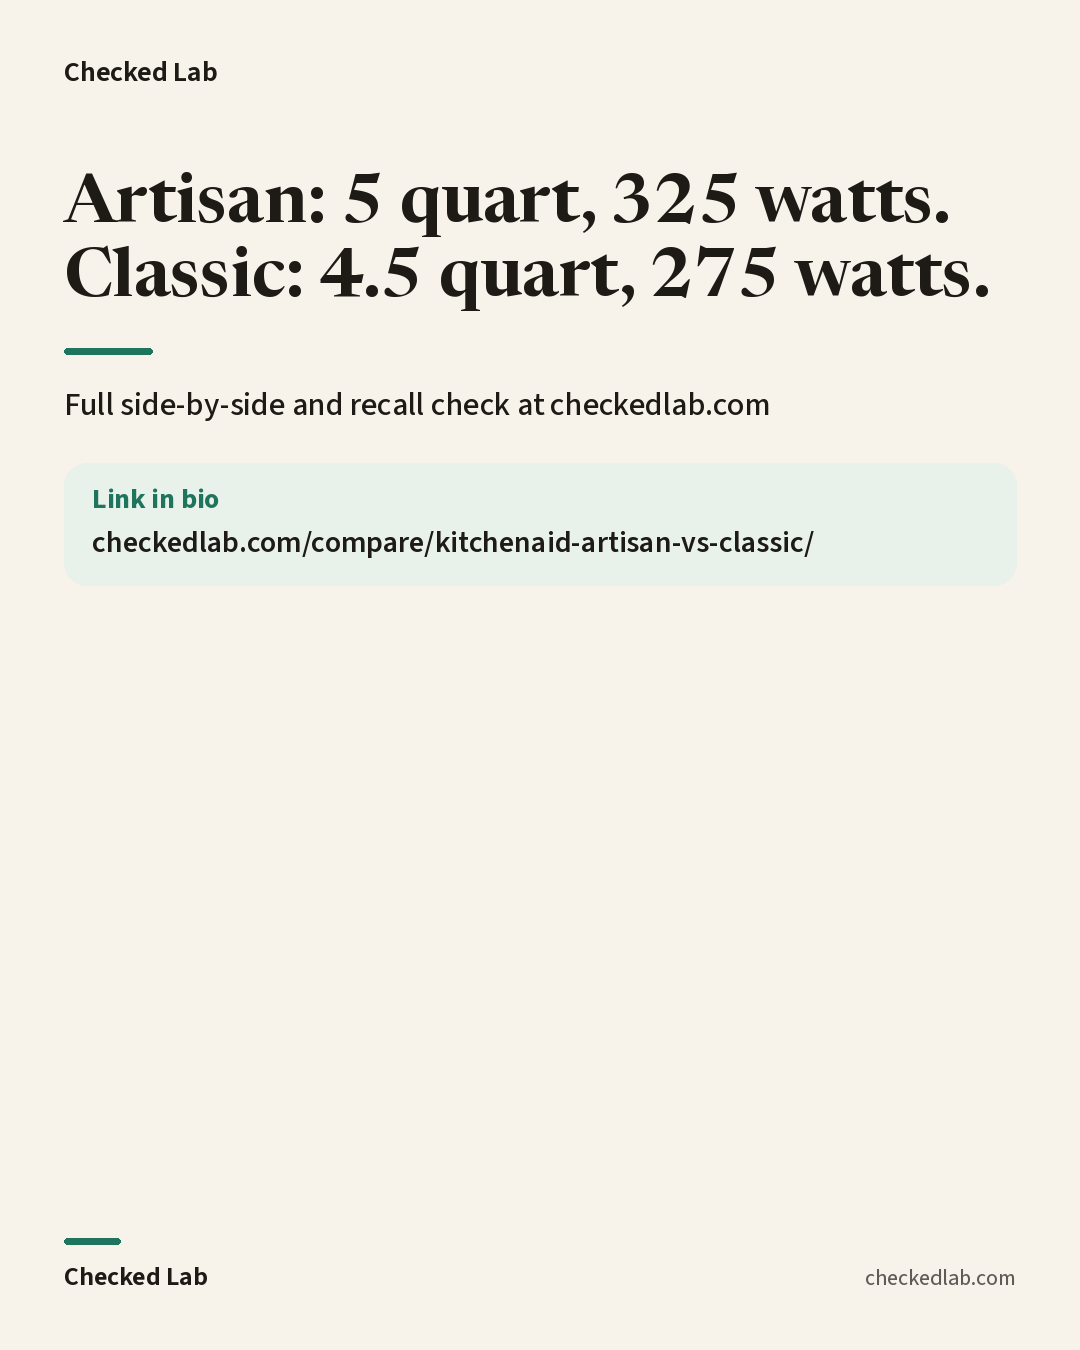 Checked Lab
Artisan: 5 quart, 325 watts.
Classic: 4.5 quart, 275 watts.
Full side-by-side and recall check at checkedlab.com
Link in bio
checkedlab.com/compare/kitchenaid-artisan-vs-classic/
Checked Lab
checkedlab.com